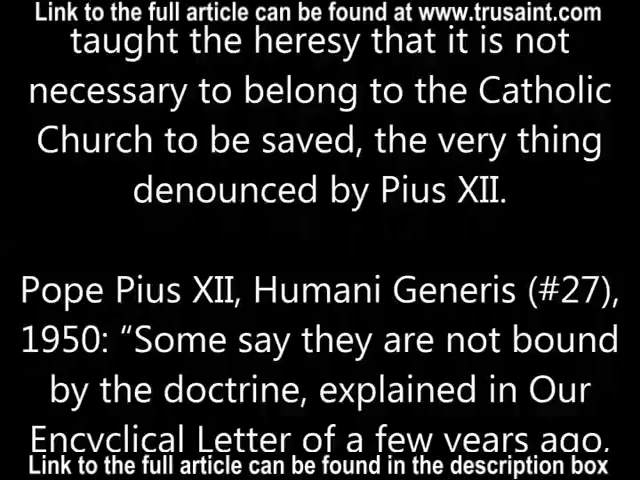 Link to the full article can be found at www.trusaint.com
taught the heresy that it is not
necessary to belong to the Catholic
Church to be saved, the very thing
denounced by Pius XII.
Pope Pius XII, Humani Generis (#27),
1950: “Some say they are not bound
by the doctrine, explained in Our
Encyclical Letter of a few years ago,
Link to the full article can be found in the description box